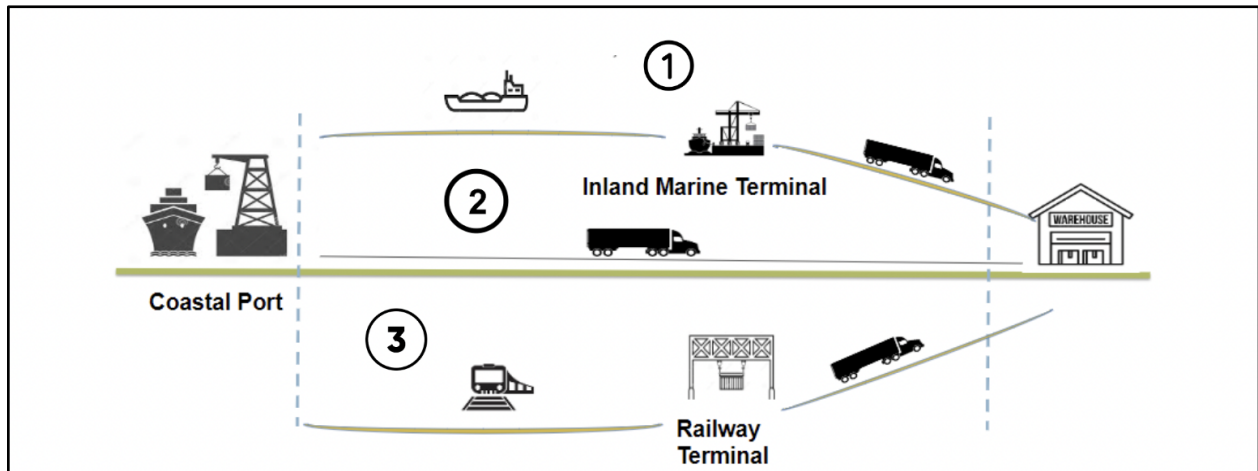 1
2
Inland Marine Terminal
WAREHOUSE
Coastal Port
3
Railway
Terminal